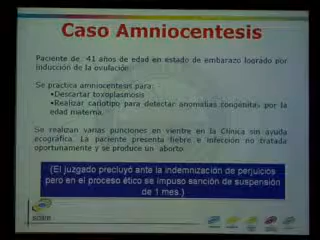 Caso Amniocentesis
Paciente de 41 años de edad en estado de embarazo logrado por
inducción de la ovulación.
Se practica amniocentesis para:
•Descartar toxoplasmosis
•Realizar cariotipo para detectar anomalías congénitas por la
edad materna.
Se realizan varias punciones en vientre en la Clínica sin ayuda
ecográfica. La paciente presenta fiebre e infección no tratada
oportunamente y se produce un aborto.
(El juzgado precluyó ante la indemnización de perjuicios
pero en el proceso ético se impuso sanción de suspensión
de 1 mes.)